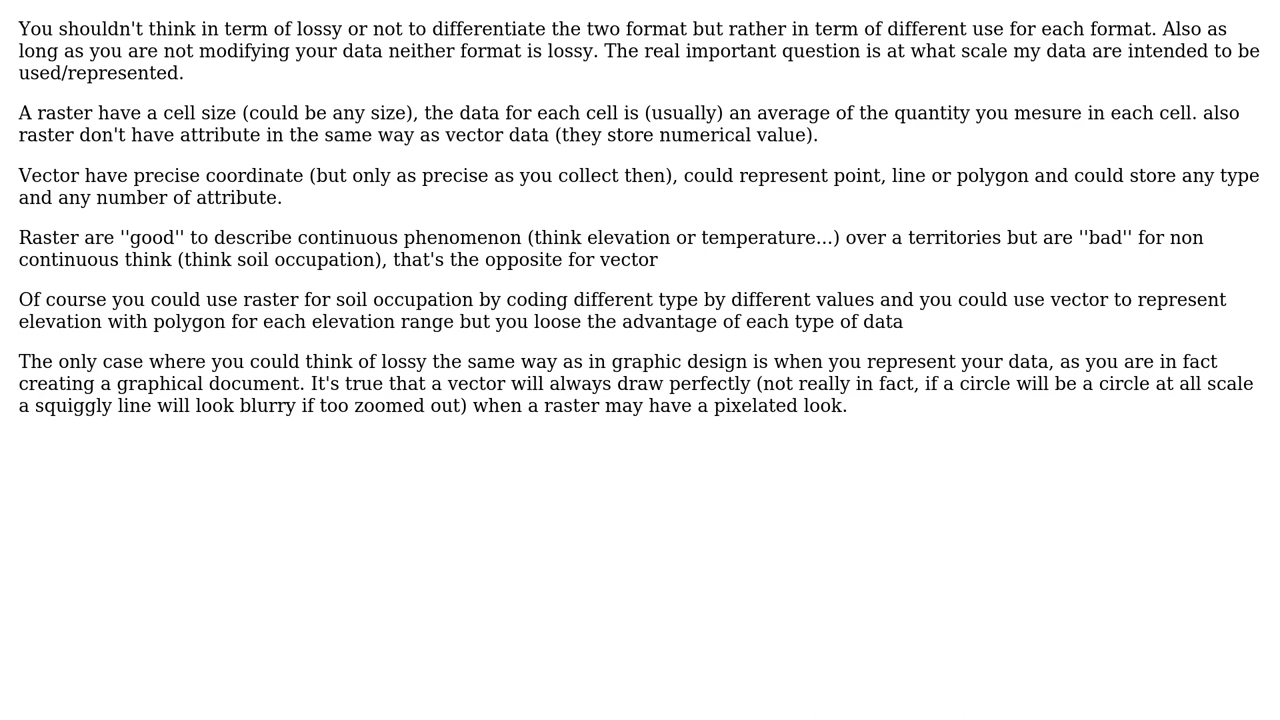 You shouldn't think in term of lossy or not to differentiate the two format but rather in term of different use for each format. Also as
long as you are not modifying your data neither format is lossy. The real important question is at what scale my data are intended to be
used/represented.
A raster have a cell size (could be any size), the data for each cell is (usually) an average of the quantity you mesure in each cell. also
raster don't have attribute in the same way as vector data (they store numerical value).
Vector have precise coordinate (but only as precise as you collect then), could represent point, line or polygon and could store any type
and any number of attribute.
Raster are ''good'' to describe continuous phenomenon (think elevation or temperature...) over a territories but are ''bad'' for non
continuous think (think soil occupation), that's the opposite for vector
Of course you could use raster for soil occupation by coding different type by different values and you could use vector to represent
elevation with polygon for each elevation range but you loose the advantage of each type of data
The only case where you could think of lossy the same way as in graphic design is when you represent your data, as you are in fact
creating a graphical document. It's true that a vector will always draw perfectly (not really in fact, if a circle will be a circle at all scale
a squiggly line will look blurry if too zoomed out) when a raster may have a pixelated look.